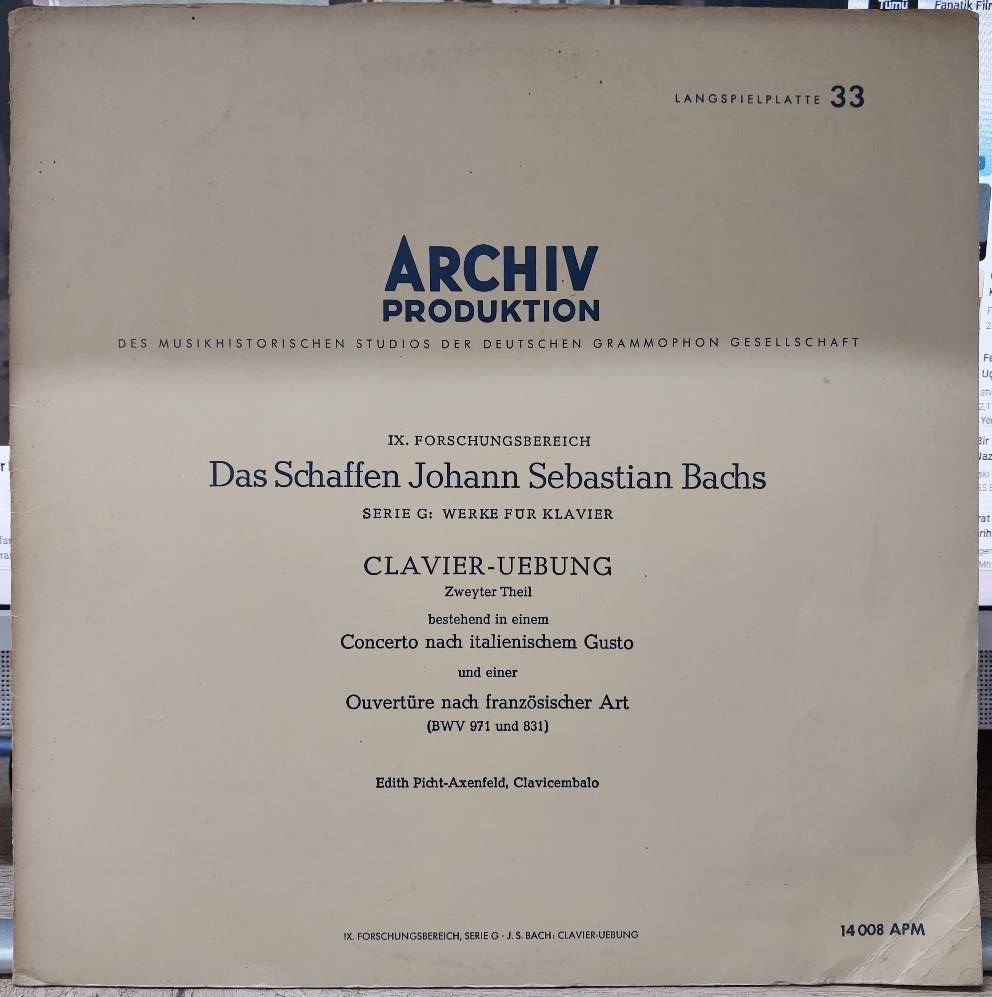 Tümü
LANGSPIELPLATTE 33
ARCHIV
PRODUKTION
DES MUSIKHISTORISCHEN STUDIOS DER DEUTSCHEN GRAMMOPHON GESELLSCHAFT
IX. FORSCHUNGSBEREICH
Das Schaffen Johann Sebastian Bachs
SERIE G: WERKE FÜR KLAVIER
CLAVIER-UEBUNG
Zweyter Theil
bestehend in einem
Concerto nach italienischem Gusto
und einer
Ouvertüre nach französischer Art
(BWV 971 und 831)
Edith Picht-Axenfeld, Clavicembalo
IX. FORSCHUNGSBEREICH, SERIE G · J. S. BACH: CLAVIER-UEBUNG
14 008 APM